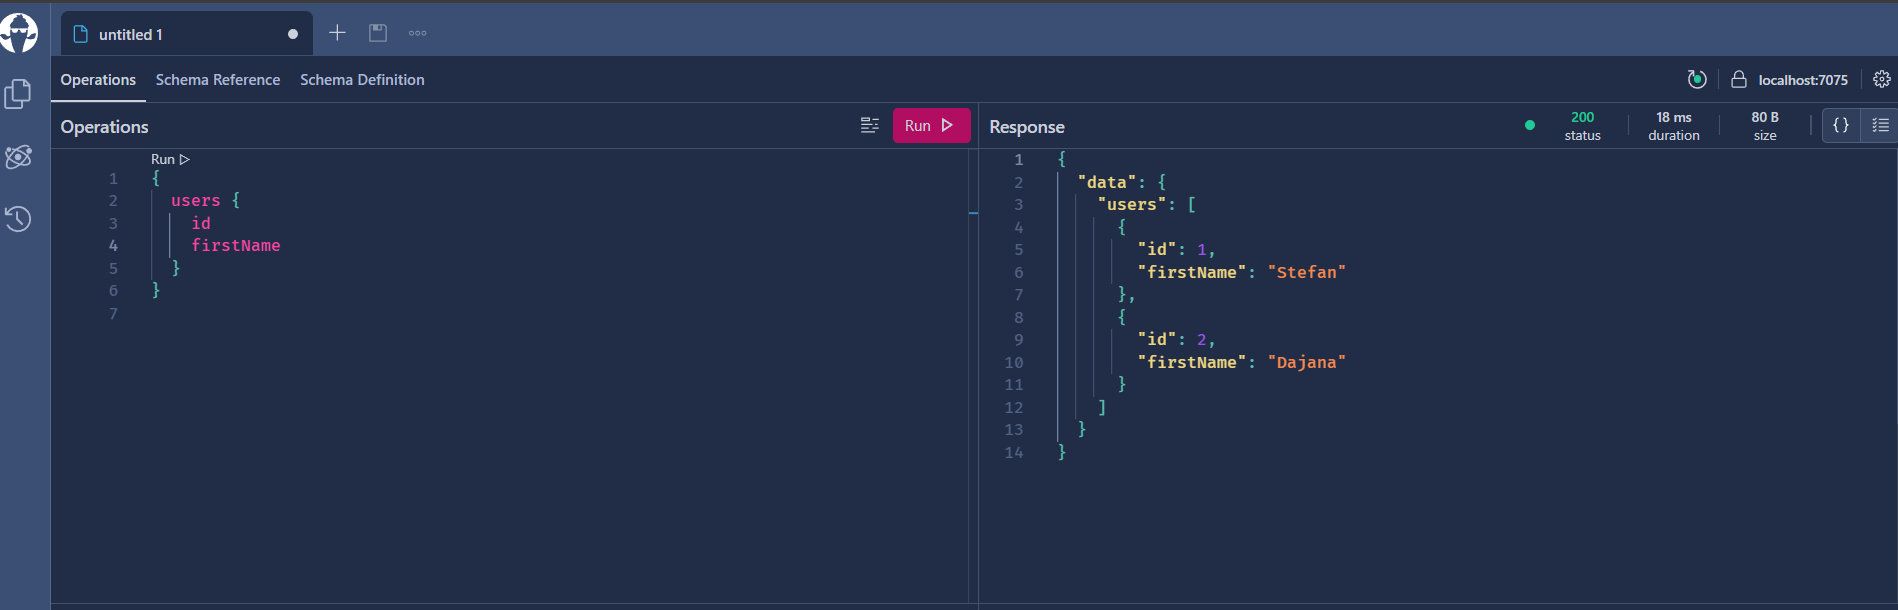 untitled 1
Operations Schema Reference Schema Definition
localhost:7075
Operations
Run
Run
1 {
2 users {
3 id
4 firstName
5 }
6 }
7
Response
200 status
18 ms duration
80 B size
{}
1 {
2 "data": {
3 "users": [
4 {
5 "id": 1,
6 "firstName": "Stefan"
7 },
8 {
9 "id": 2,
10 "firstName": "Dajana"
11 }
12 ]
13 }
14 }